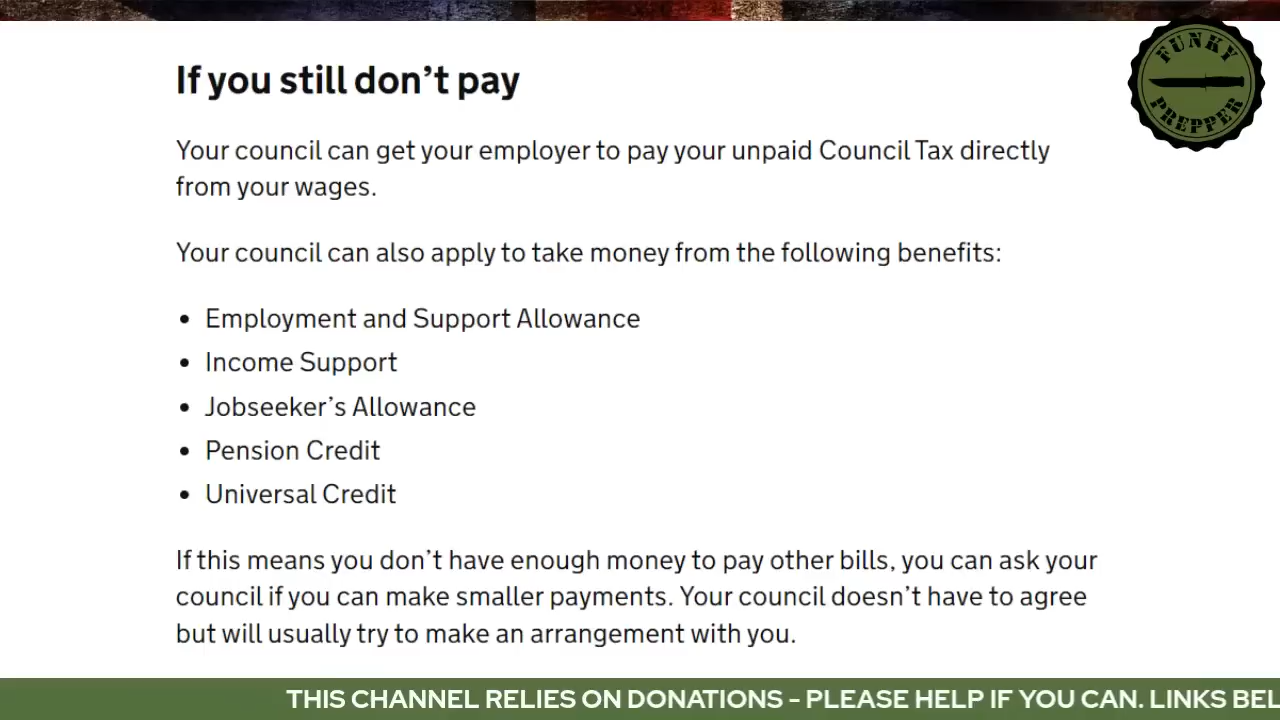 FUNKY
PREPPER
If you still don’t pay
Your council can get your employer to pay your unpaid Council Tax directly
from your wages.
Your council can also apply to take money from the following benefits:
• Employment and Support Allowance
• Income Support
• Jobseeker’s Allowance
• Pension Credit
• Universal Credit
If this means you don’t have enough money to pay other bills, you can ask your
council if you can make smaller payments. Your council doesn’t have to agree
but will usually try to make an arrangement with you.
THIS CHANNEL RELIES ON DONATIONS - PLEASE HELP IF YOU CAN. LINKS BEL